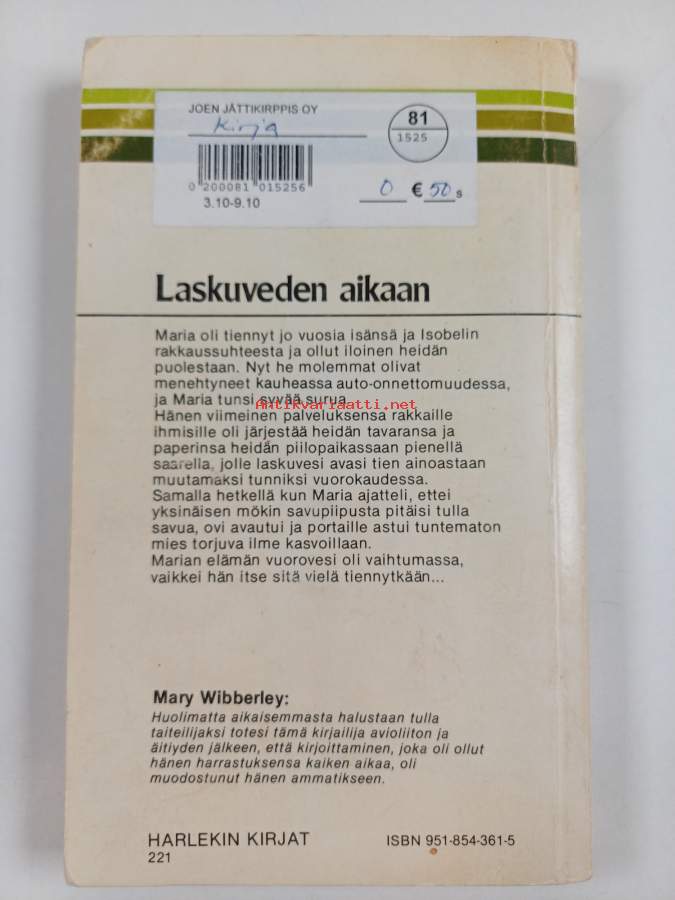 JOEN JÄTTIKIRPPIS OY
Kirja
81
1525
0 200081 015256
3.10-9.10
0 € 50 s
Laskuveden aikaan
Maria oli tiennyt jo vuosia isänsä ja Isobelin
rakkaussuhteesta ja ollut iloinen heidän
puolestaan. Nyt he molemmat olivat
menehtyneet kauheassa auto-onnettomuudessa,
ja Maria tunsi syvää surua.
Antikvariaatti.net
Hänen viimeinen palveluksensa rakkaille
ihmisille oli järjestää heidän tavaransa ja
paperinsa heidän piilopaikassaan pienellä
saarella, jolle laskuvesi avasi tien ainoastaan
muutamaksi tunniksi vuorokaudessa.
Samalla hetkellä kun Maria ajatteli, ettei
yksinäisen mökin savupiipusta pitäisi tulla
savua, ovi avautui ja portaille astui tuntematon
mies torjuva ilme kasvoillaan.
Marian elämän vuorovesi oli vaihtumassa,
vaikkei hän itse sitä vielä tiennytkään...
Mary Wibberley:
Huolimatta aikaisemmasta halustaan tulla
taiteilijaksi totesi tämä kirjailija avioliiton ja
äitiyden jälkeen, että kirjoittaminen, joka oli ollut
hänen harrastuksensa kaiken aikaa, oli
muodostunut hänen ammatikseen.
HARLEKIN KIRJAT
221
ISBN 951-854-361-5